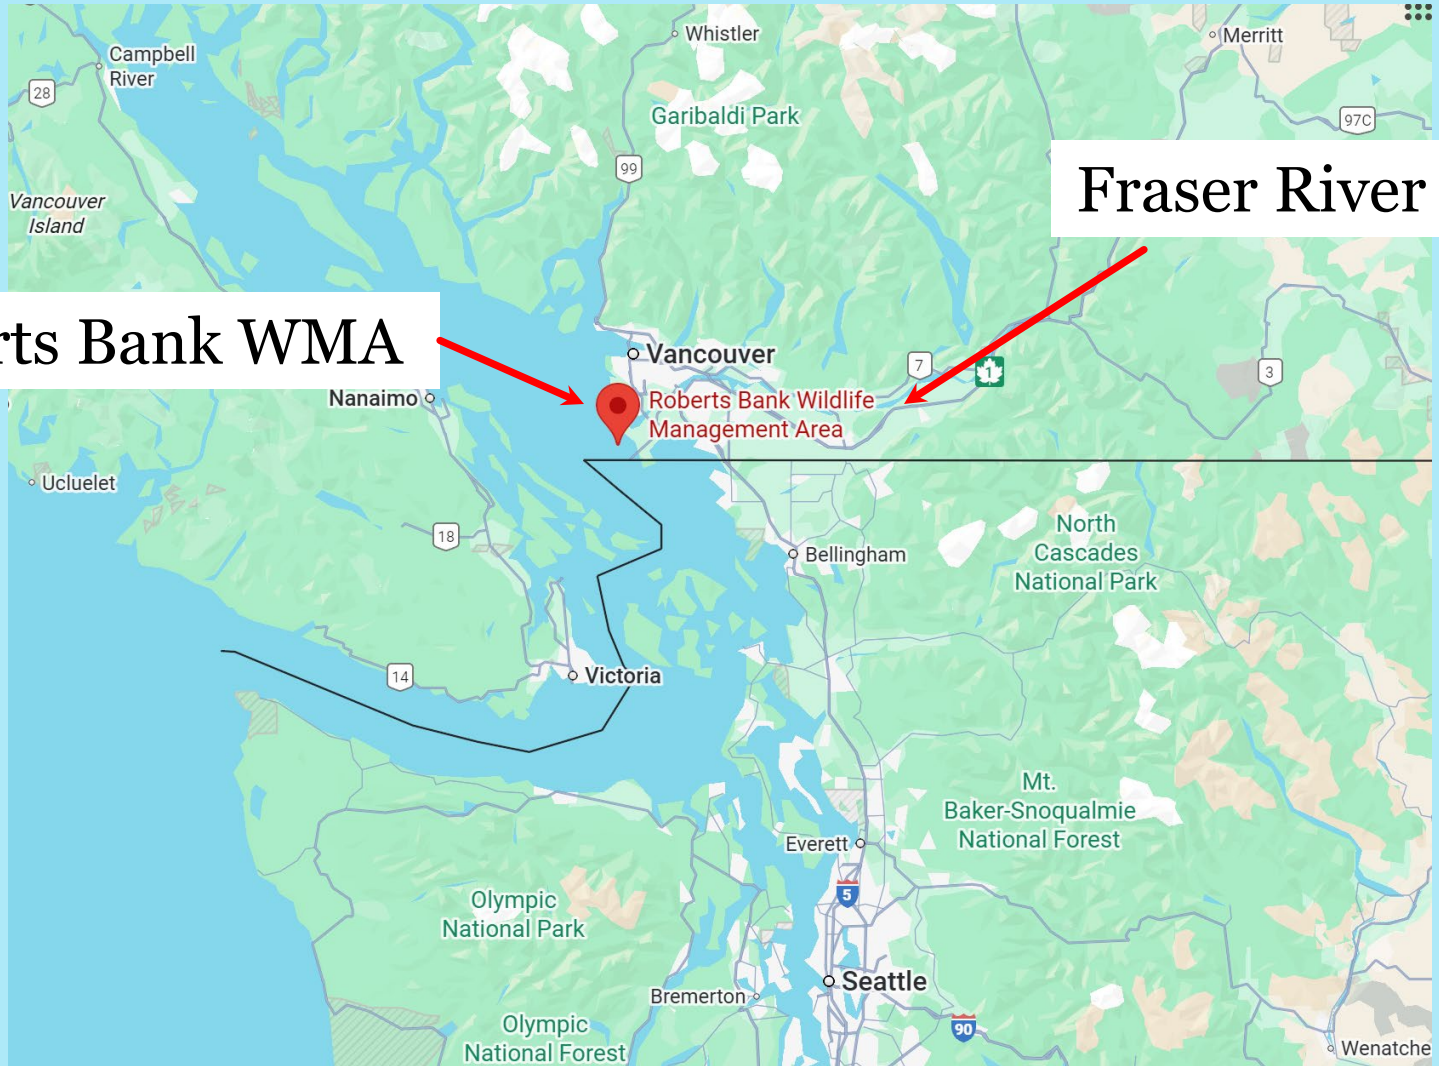 Whistler
Merritt
Campbell
River
28
Garibaldi Park
97C
99
Fraser River
Vancouver
Island
rts Bank WMA
Vancouver
7
1
3
Nanaimo
Roberts Bank Wildlife
Management Area
Ucluelet
18
North
Cascades
National Park
Bellingham
14
Victoria
Mt.
Baker-Snoqualmie
National Forest
Everett
5
Olympic
National Park
Seattle
Bremerton
Olympic
National Forest
90
Wenatche